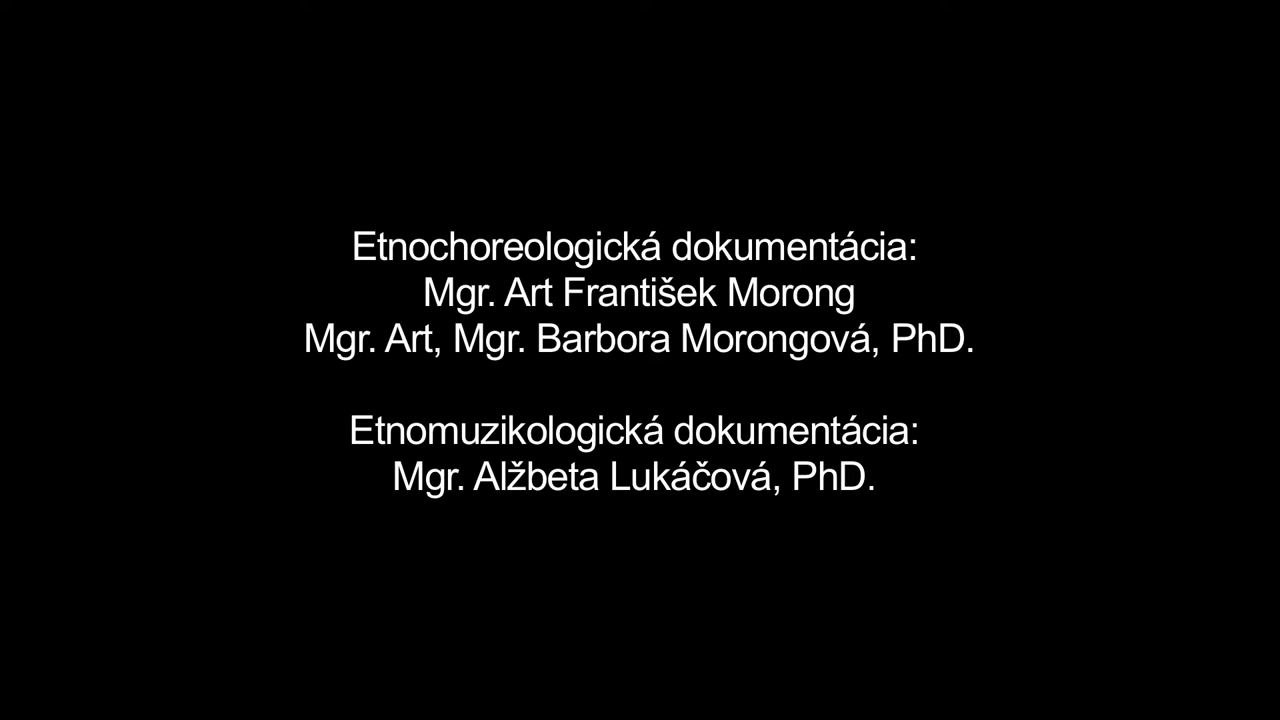 Etnochoreologická dokumentácia:
Mgr. Art František Morong
Mgr. Art, Mgr. Barbora Morongová, PhD.
Etnomuzikologická dokumentácia:
Mgr. Alžbeta Lukáčová, PhD.